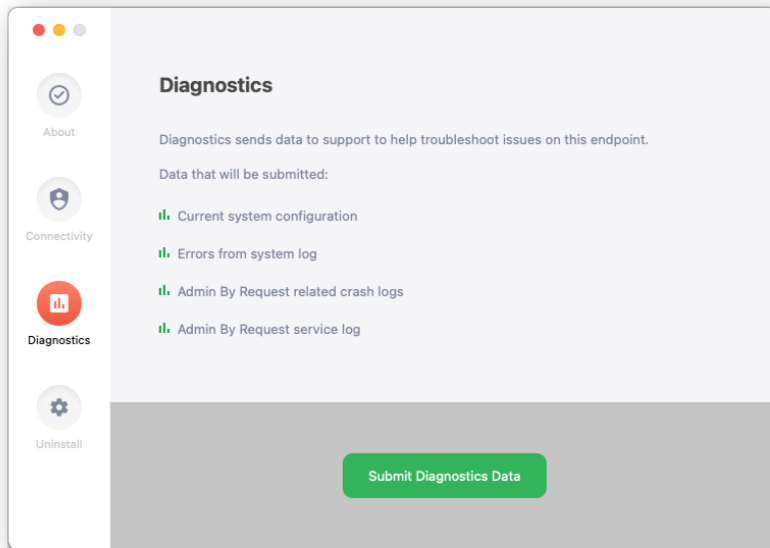 About
Connectivity
Diagnostics
Uninstall
Diagnostics
Diagnostics sends data to support to help troubleshoot issues on this endpoint.
Data that will be submitted:
Current system configuration
Errors from system log
Admin By Request related crash logs
Admin By Request service log
Submit Diagnostics Data